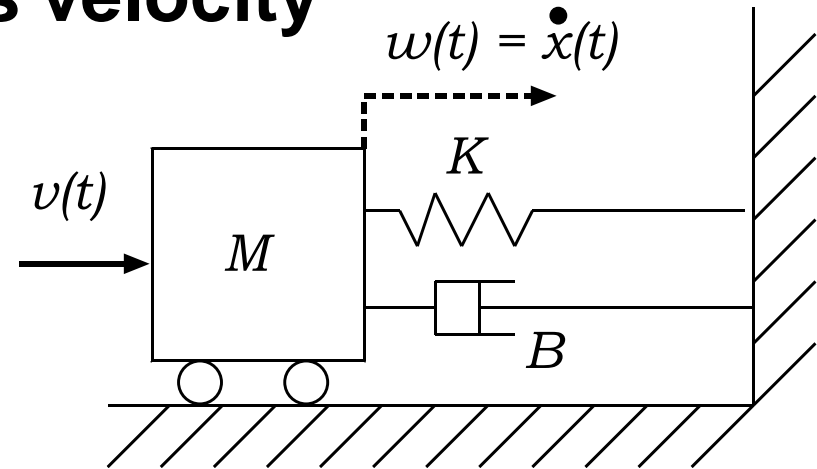 s velocity
w(t) = ẋ(t)
K
υ(t)
M
B